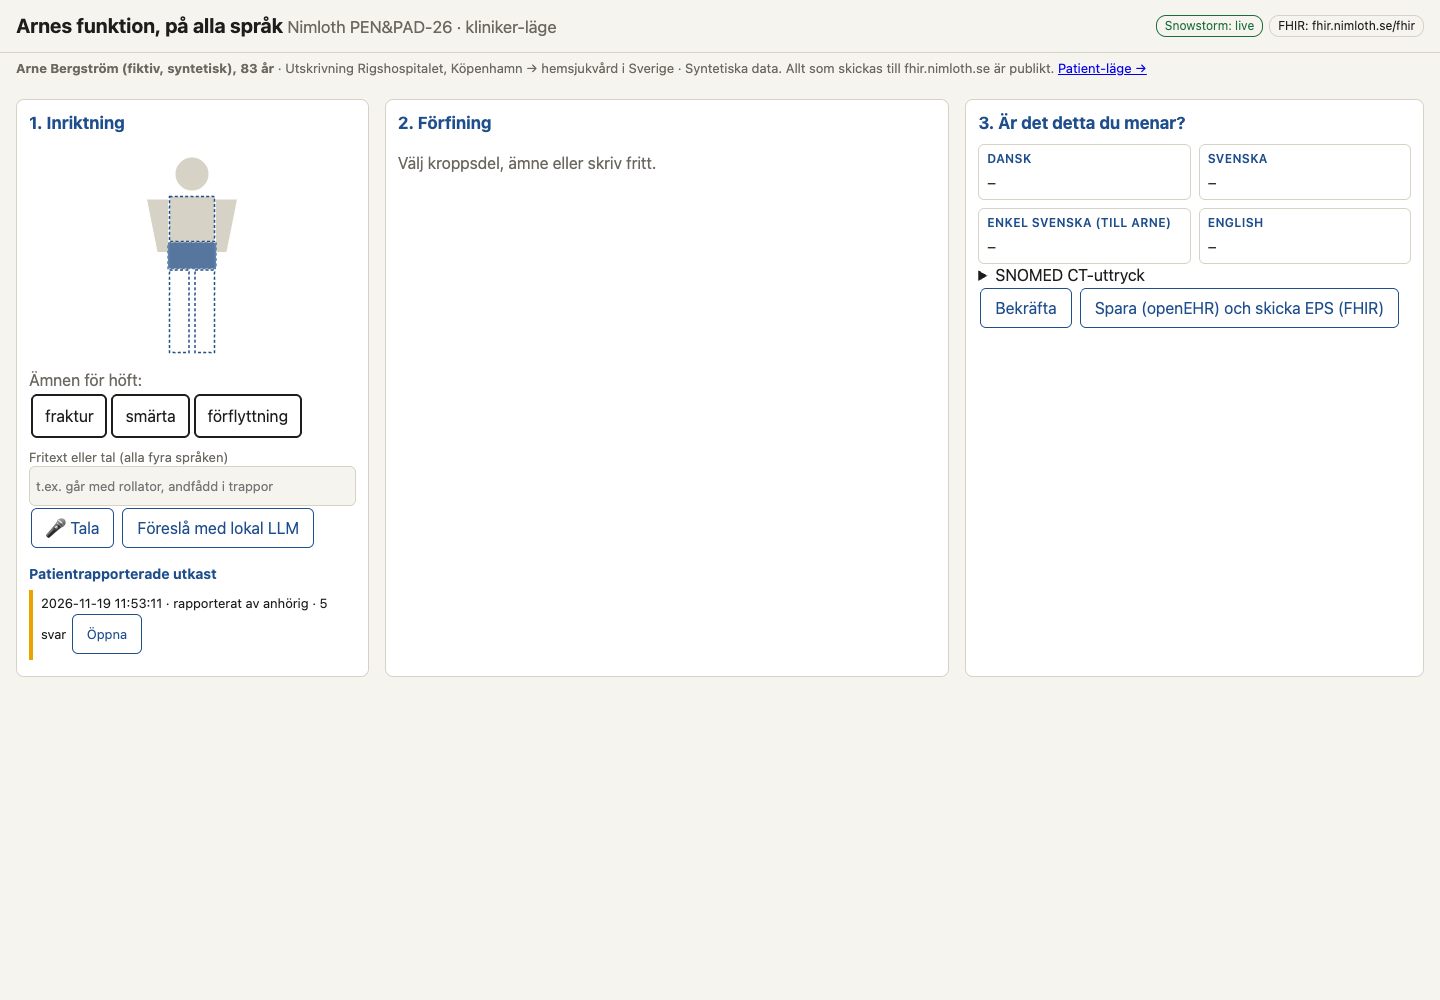 Arnes funktion, på alla språk Nimloth PEN&PAD-26 · kliniker-läge
Snowstorm: live
FHIR: fhir.nimloth.se/fhir
Arne Bergström (fiktiv, syntetisk), 83 år · Utskrivning Rigshospitalet, Köpenhamn → hemsjukvård i Sverige · Syntetiska data. Allt som skickas till fhir.nimloth.se är publikt. Patient-läge →
1. Inriktning
Ämnen för höft:
fraktur
smärta
förflyttning
Fritext eller tal (alla fyra språken)
t.ex. går med rollator, andfådd i trappor
🎤 Tala
Föreslå med lokal LLM
Patientrapporterade utkast
2026-11-19 11:53:11 · rapporterat av anhörig · 5
svar Öppna
2. Förfining
Välj kroppsdel, ämne eller skriv fritt.
3. Är det detta du menar?
DANSK
–
SVENSKA
–
ENKEL SVENSKA (TILL ARNE)
–
ENGLISH
–
▶ SNOMED CT-uttryck
Bekräfta
Spara (openEHR) och skicka EPS (FHIR)